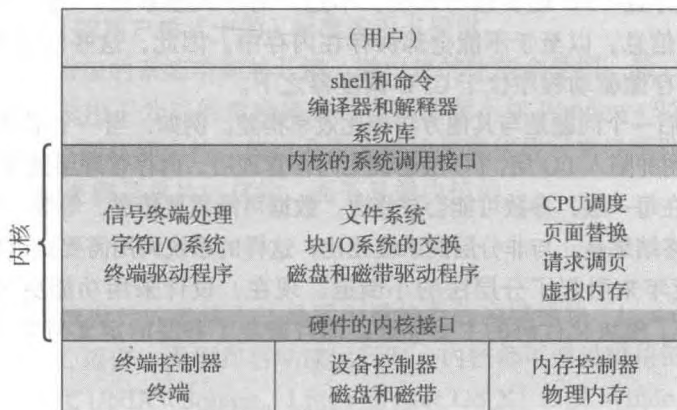 (用户)
shell和命令
编译器和解释器
系统库
内核的系统调用接口
内核
信号终端处理
字符I/O系统
终端驱动程序
文件系统
块I/O系统的交换
磁盘和磁带驱动程序
CPU调度
页面替换
请求调页
虚拟内存
硬件的内核接口
终端控制器
终端
设备控制器
磁盘和磁带
内存控制器
物理内存